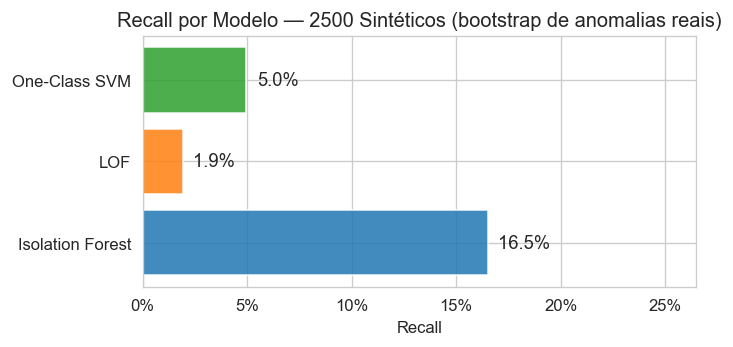 Recall por Modelo — 2500 Sintéticos (bootstrap de anomalias reais)
One-Class SVM
5.0%
LOF
1.9%
Isolation Forest
16.5%
0%
5%
10%
15%
20%
25%
Recall